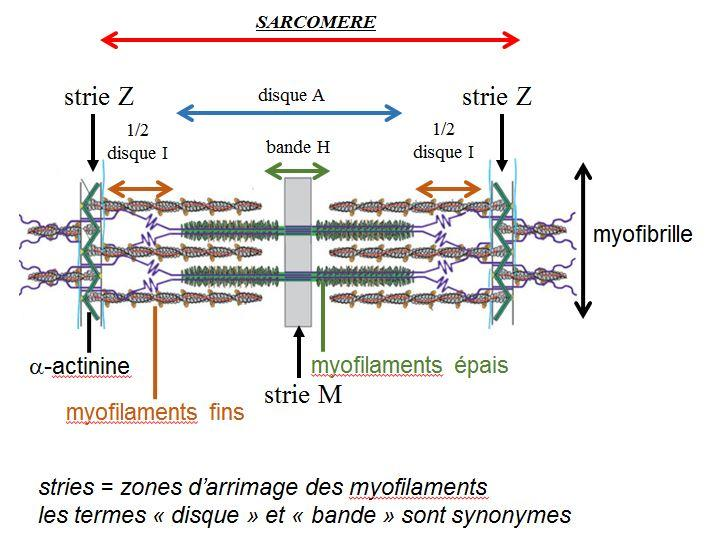 SARCOMERE
strie Z
disque A
strie Z
1/2
disque I
bande H
1/2
disque I
myofibrille
α-actinine
myofilaments épais
strie M
myofilaments fins
stries = zones d’arrimage des myofilaments
les termes « disque » et « bande » sont synonymes